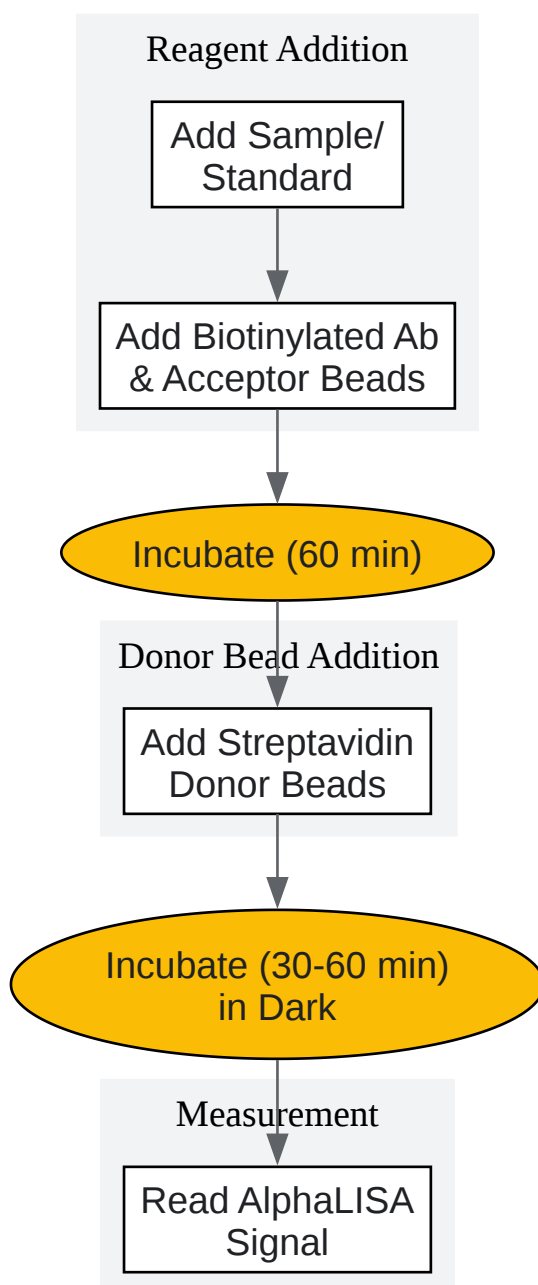 Reagent Addition
Add Sample/
Standard
Add Biotinylated Ab
& Acceptor Beads
Incubate (60 min)
Donor Bead Addition
Add Streptavidin
Donor Beads
Incubate (30-60 min)
in Dark
Measurement
Read AlphaLISA
Signal